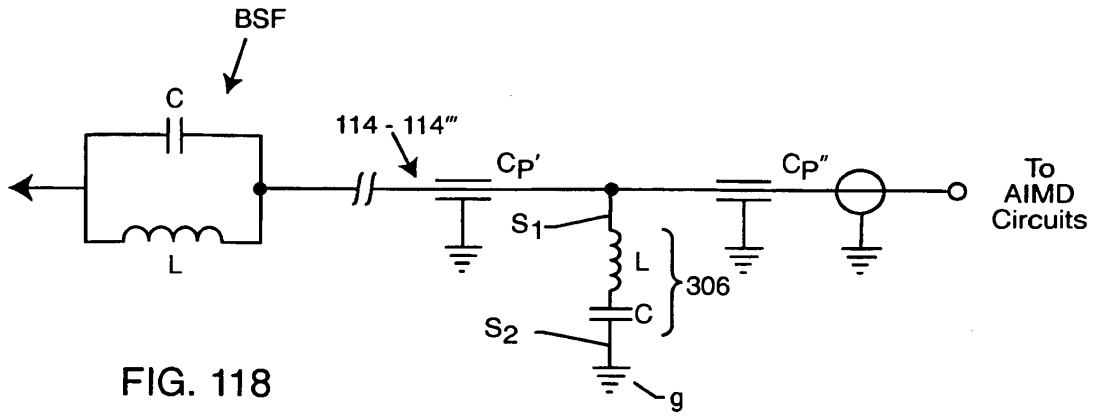 BSF
C
114 - 114‴
CP′
CP″
To
AIMD
Circuits
L
S1
L
306
C
S2
g
FIG. 118